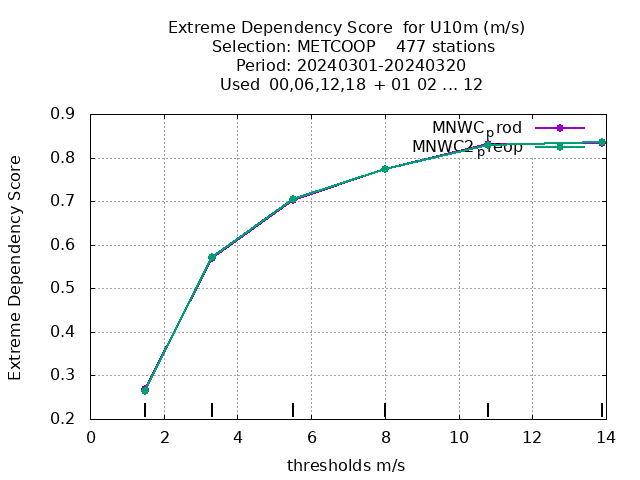 Extreme Dependency Score  for U10m (m/s)
Selection: METCOOP    477 stations
Period: 20240301-20240320
Used  00,06,12,18  + 01 02 ... 12
MNWC_prod
MNWC2_preop
Extreme Dependency Score
0.9
0.8
0.7
0.6
0.5
0.4
0.3
0.2
0 2 4 6 8 10 12 14
thresholds m/s